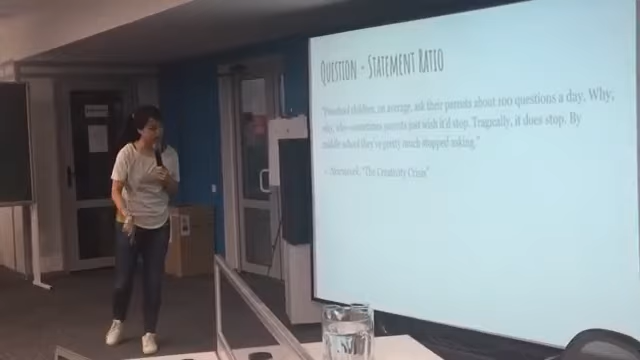 QUESTION - STATEMENT RATIO
"Preschool children, on average, ask their parents about 100 questions a day. Why,
why, why–sometimes parents just wish it'd stop. Tragically, it does stop. By
middle school they've pretty much stopped asking."
- Newsweek, "The Creativity Crisis"